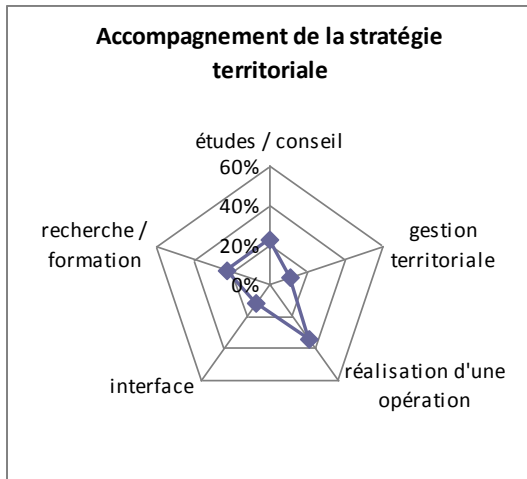 Accompagnement de la stratégie
territoriale
études / conseil
60%
40%
20%
0%
gestion
territoriale
réalisation d'une
opération
interface
recherche /
formation